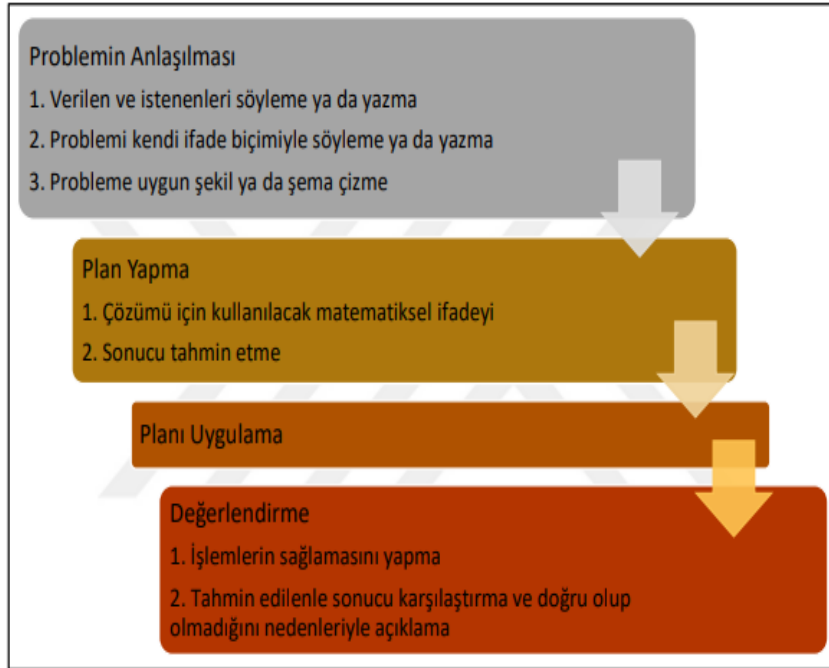 Problemin Anlaşılması
1. Verilen ve istenenleri söyleme ya da yazma
2. Problemi kendi ifade biçimiyle söyleme ya da yazma
3. Probleme uygun şekil ya da şema çizme
Plan Yapma
1. Çözümü için kullanılacak matematiksel ifadeyi
2. Sonucu tahmin etme
Planı Uygulama
Değerlendirme
1. İşlemlerin sağlamasını yapma
2. Tahmin edilenle sonucu karşılaştırma ve doğru olup
olmadığını nedenleriyle açıklama